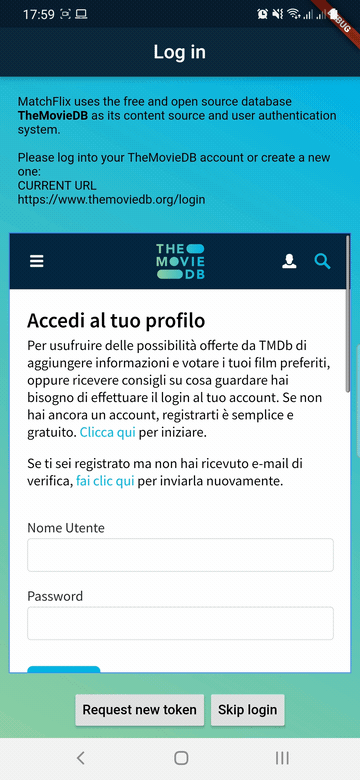 17:59
BUG
Log in
MatchFlix uses the free and open source database
TheMovieDB as its content source and user authentication
system.
Please log into your TheMovieDB account or create a new
one:
CURRENT URL
https://www.themoviedb.org/login
THE
MOVIE
DB
Accedi al tuo profilo
Per usufruire delle possibilità offerte da TMDb di
aggiungere informazioni e votare i tuoi film preferiti,
oppure ricevere consigli su cosa guardare hai
bisogno di effettuare il login al tuo account. Se non
hai ancora un account, registrarti è semplice e
gratuito. Clicca qui per iniziare.
Se ti sei registrato ma non hai ricevuto e-mail di
verifica, fai clic qui per inviarla nuovamente.
Nome Utente
Password
Request new token
Skip login